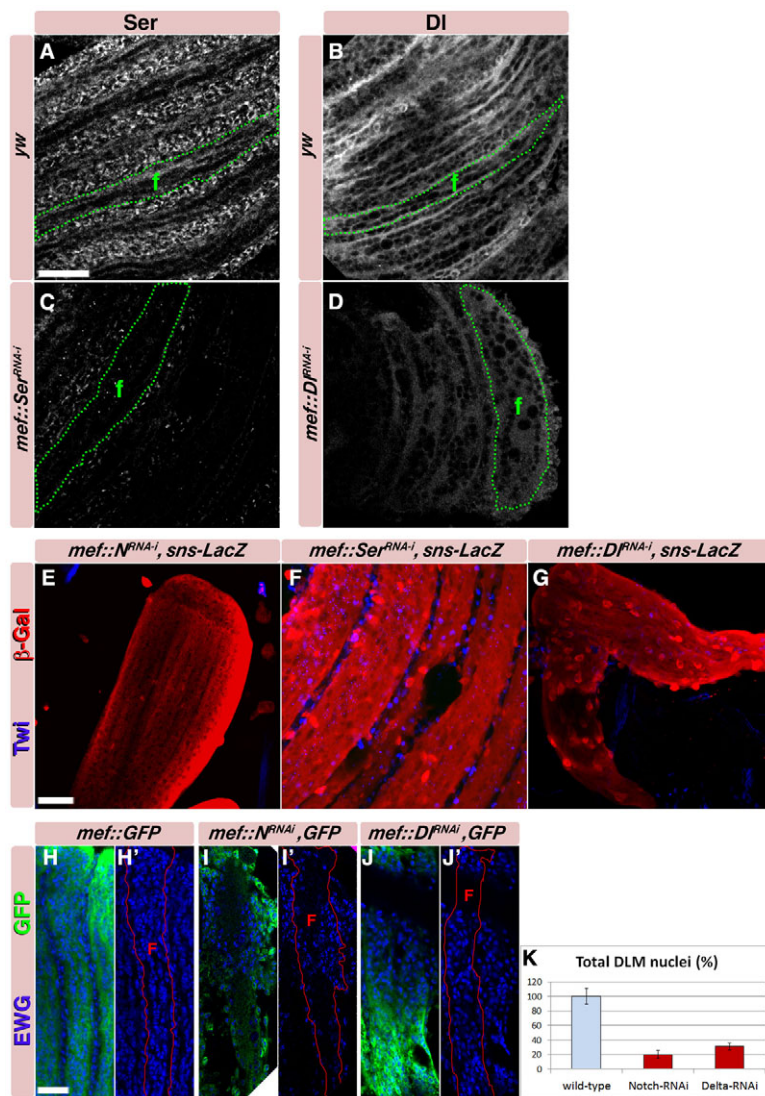 Ser Dl
A B
yw yw
f f
C D
mef::Ser^RNA-i mef::Dl^RNA-i
f f
mef::N^RNA-i, sns-LacZ mef::Ser^RNA-i, sns-LacZ mef::Dl^RNA-i, sns-LacZ
E F G
Twi β-Gal
mef::GFP mef::N^RNAi, GFP mef::Dl^RNAi, GFP
H H' I I' J J'
F F F
EWG GFP
K
Total DLM nuclei (%)
120
100
80
60
40
20
0
wild-type Notch-RNAi Delta-RNAi